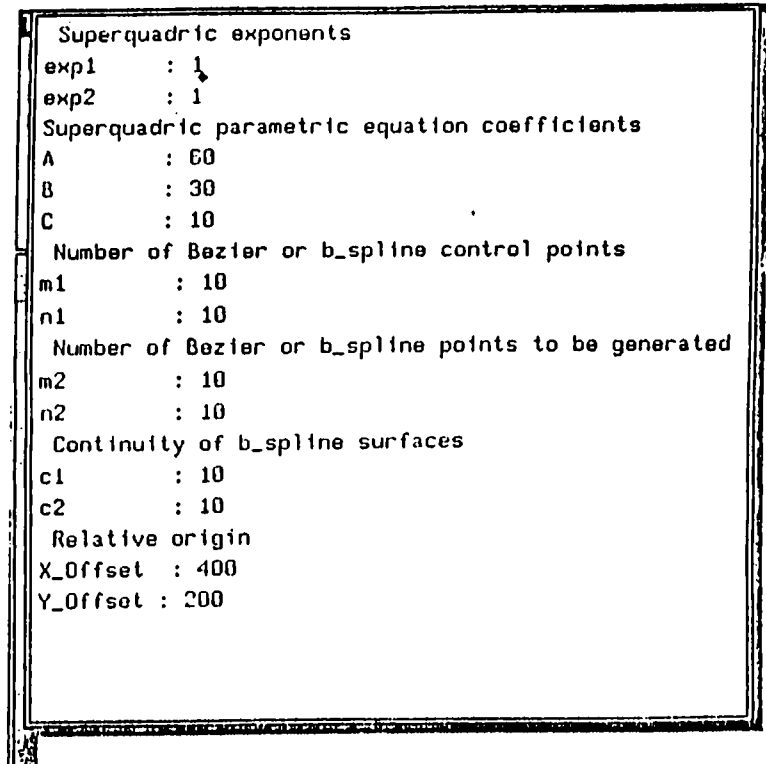 Superquadric exponents
exp1 : 1
exp2 : 1
Superquadric parametric equation coefficients
A : 60
B : 30
C : 10
Number of Bezier or b_spline control points
m1 : 10
n1 : 10
Number of Bezier or b_spline points to be generated
m2 : 10
n2 : 10
Continuity of b_spline surfaces
c1 : 10
c2 : 10
Relative origin
X_Offset : 400
Y_Offset : 200